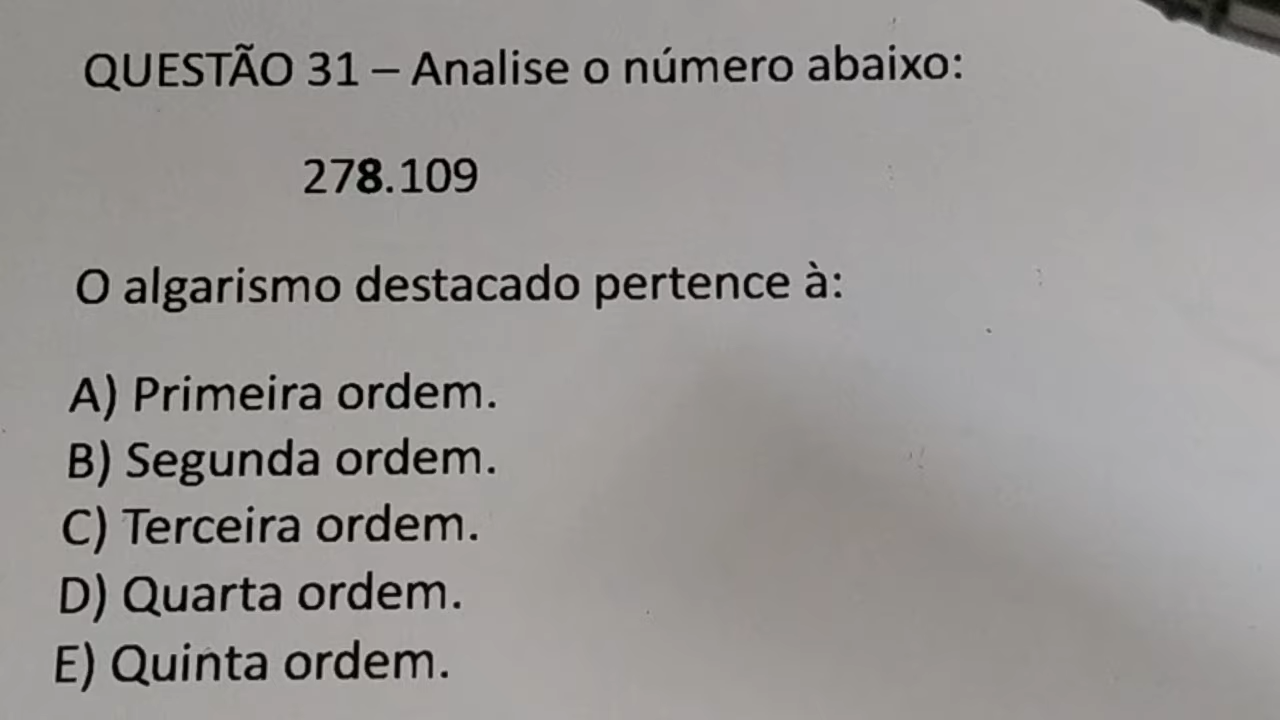 QUESTÃO 31 – Analise o número abaixo:
278.109
O algarismo destacado pertence à:
A) Primeira ordem.
B) Segunda ordem.
C) Terceira ordem.
D) Quarta ordem.
E) Quinta ordem.